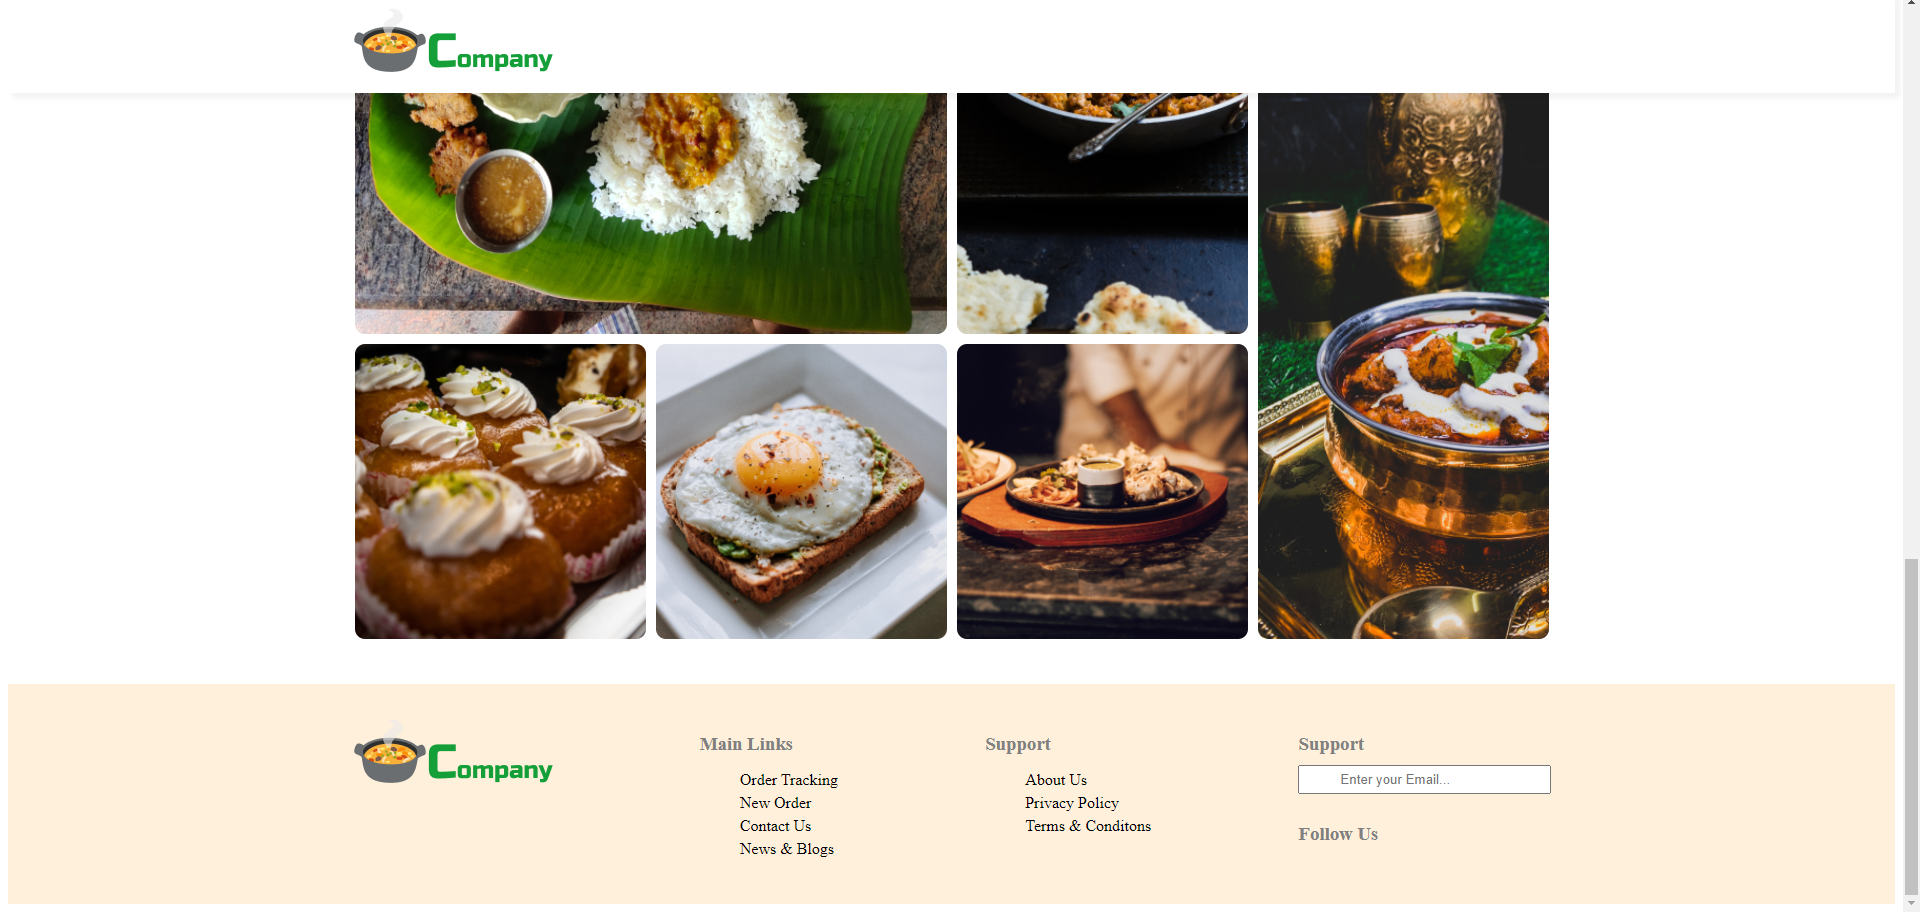 Company
Company
Main Links
Order Tracking
New Order
Contact Us
News & Blogs
Support
About Us
Privacy Policy
Terms & Conditons
Support
Enter your Email...
Follow Us